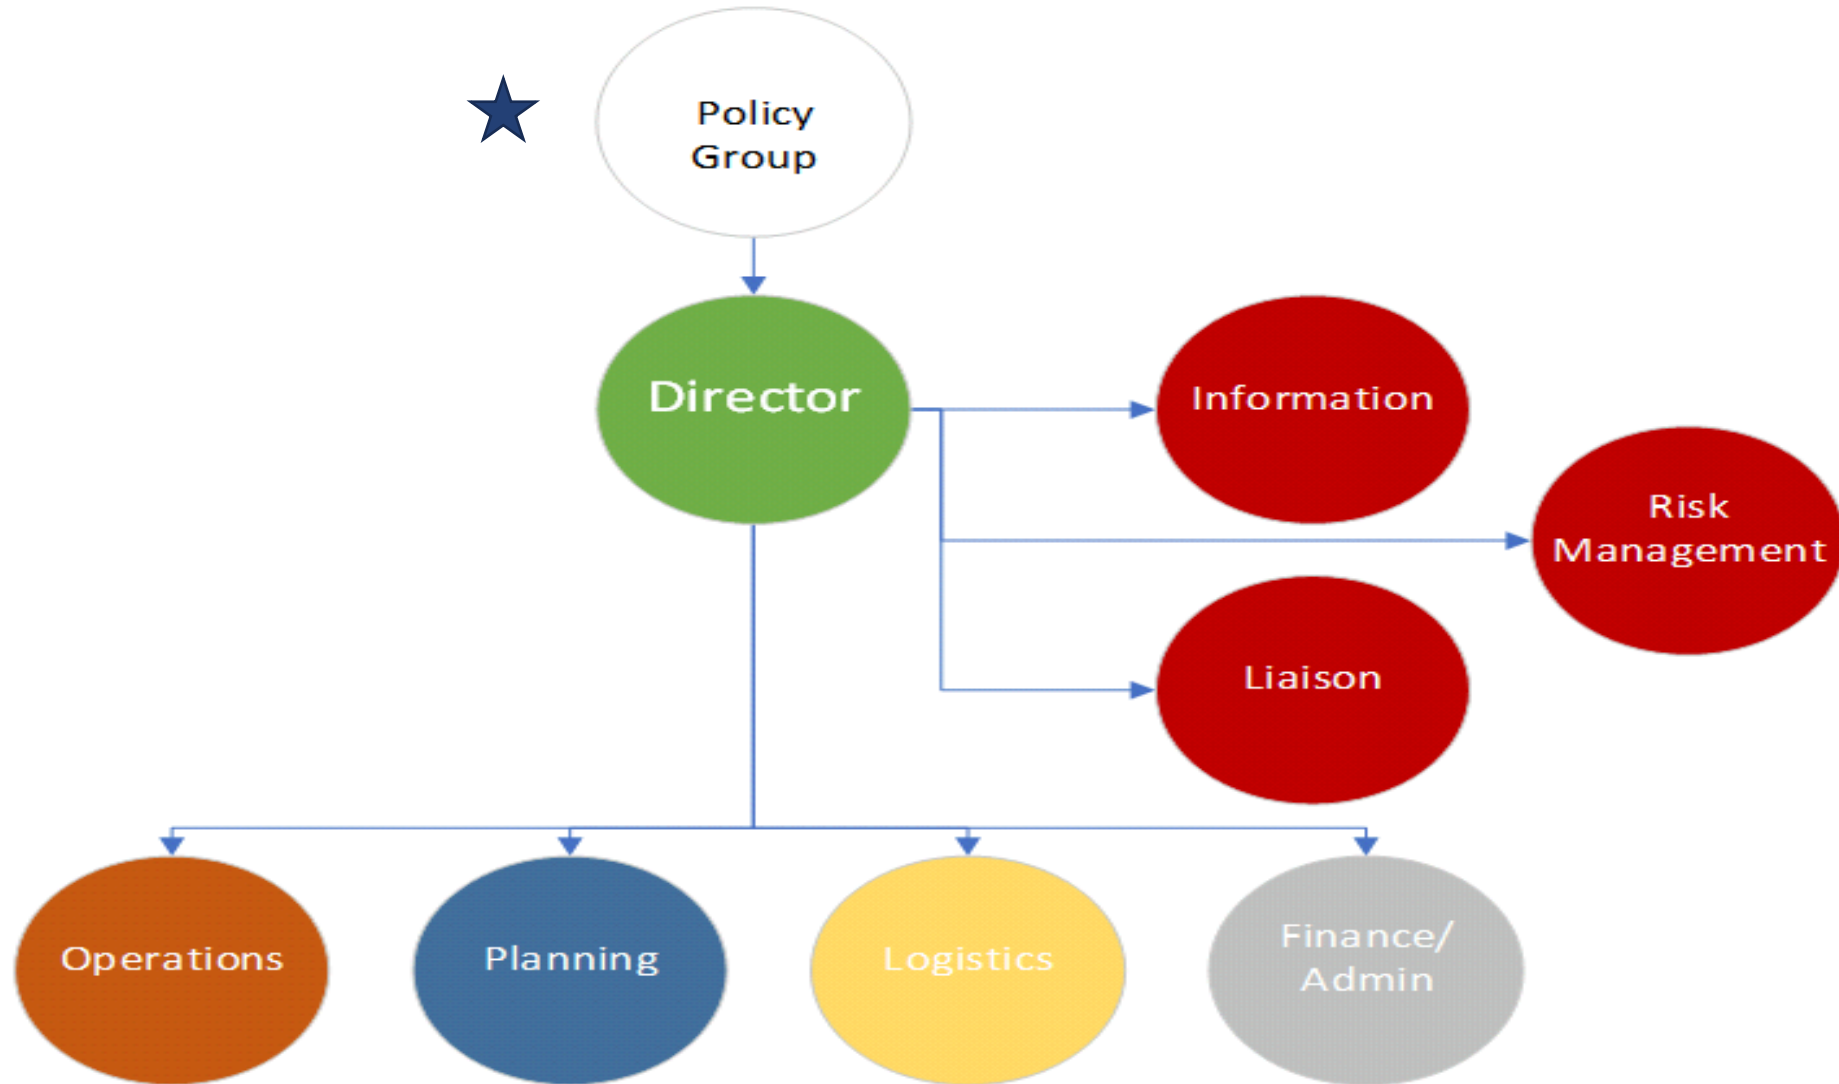 Policy
Group
Director
Information
Risk
Management
Liaison
Operations
Planning
Logistics
Finance/
Admin